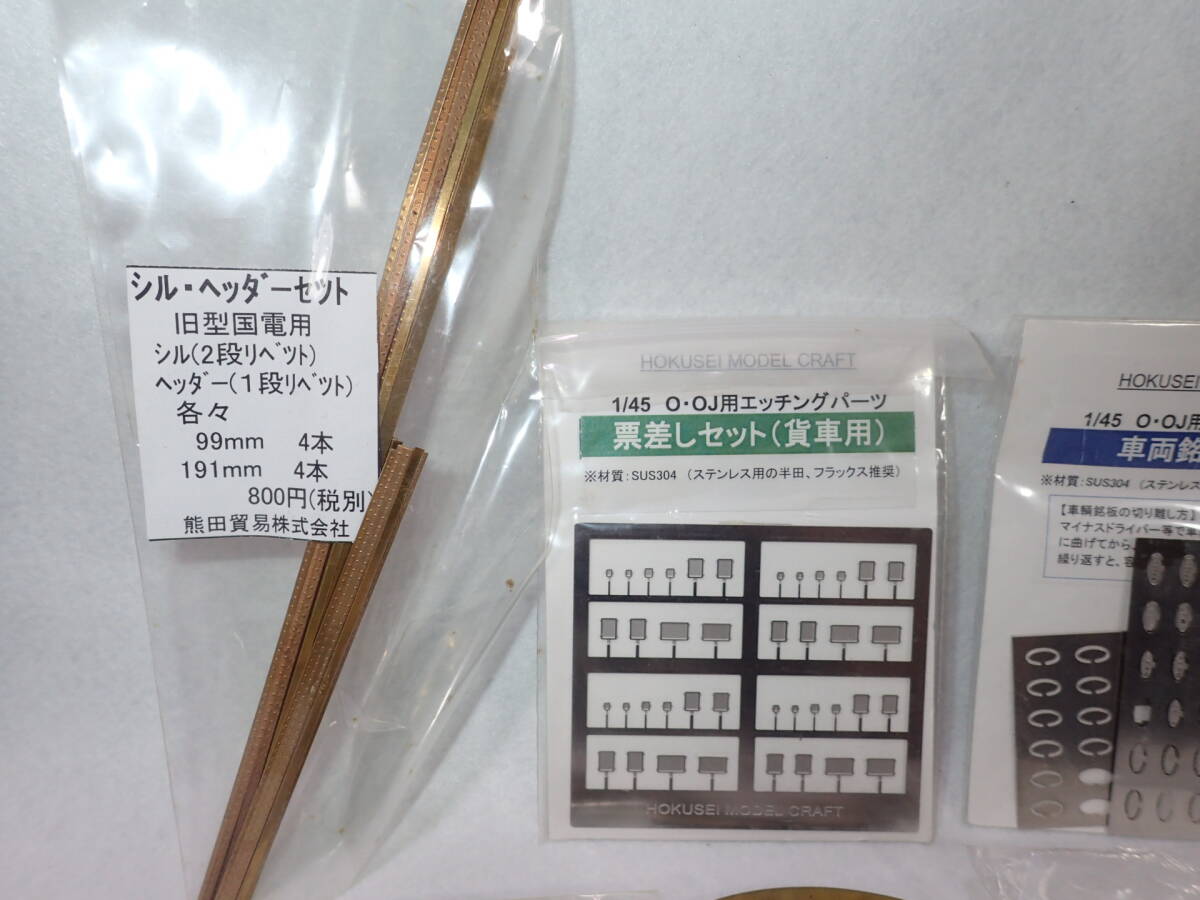 シル・ヘッダーセット
旧型国電用
シル(2段リベット)
ヘッダー(1段リベット)
各々
99mm 4本
191mm 4本
800円(税別)
熊田貿易株式会社
HOKUSEI MODEL CRAFT
1/45 O・OJ用エッチングパーツ
票差しセット(貨車用)
※材質:SUS304 (ステンレス用の半田、フラックス推奨)
HOKUSEI MODEL CRAFT
HOKUSEI
1/45 O・OJ用
車両銘
※材質:SUS304 (ステンレス
【車輌銘板の切り離し方】
マイナスドライバー等で車
に曲げてから、
繰り返すと、容